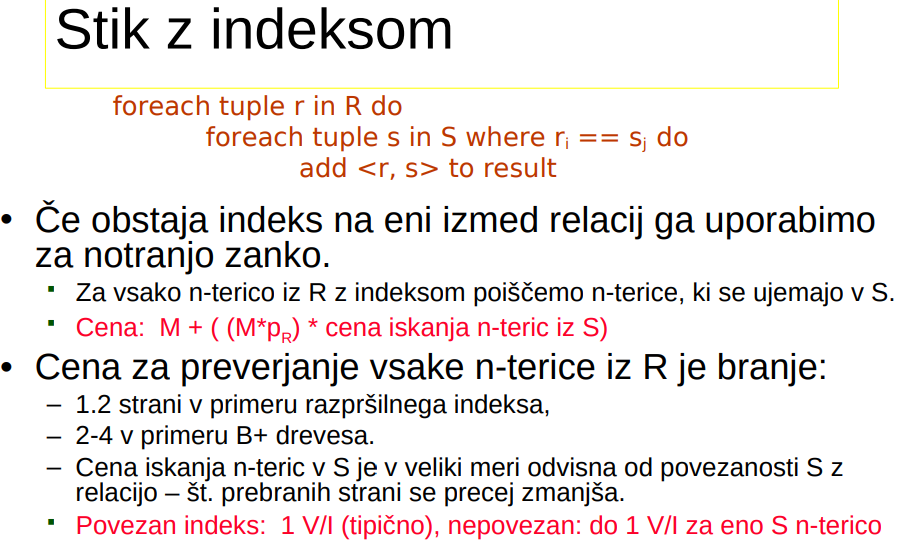 Stik z indeksom
foreach tuple r in R do
foreach tuple s in S where ri == sj do
add <r, s> to result
• Če obstaja indeks na eni izmed relacij ga uporabimo
za notranjo zanko.
▪ Za vsako n-terico iz R z indeksom poiščemo n-terice, ki se ujemajo v S.
▪ Cena: M + ( (M*pR) * cena iskanja n-teric iz S)
• Cena za preverjanje vsake n-terice iz R je branje:
– 1.2 strani v primeru razpršilnega indeksa,
– 2-4 v primeru B+ drevesa.
– Cena iskanja n-teric v S je v veliki meri odvisna od povezanosti S z
relacijo – št. prebranih strani se precej zmanjša.
▪ Povezan indeks: 1 V/I (tipično), nepovezan: do 1 V/I za eno S n-terico